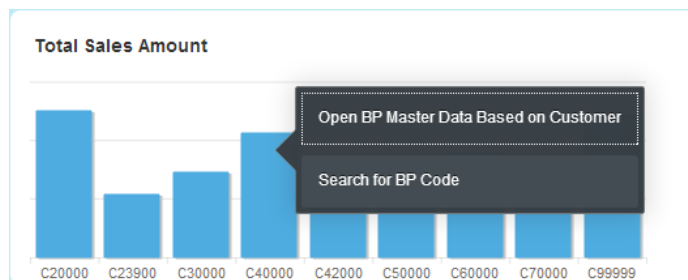 Total Sales Amount
Open BP Master Data Based on Customer
Search for BP Code
C20000 C23900 C30000 C40000 C42000 C50000 C60000 C70000 C99999